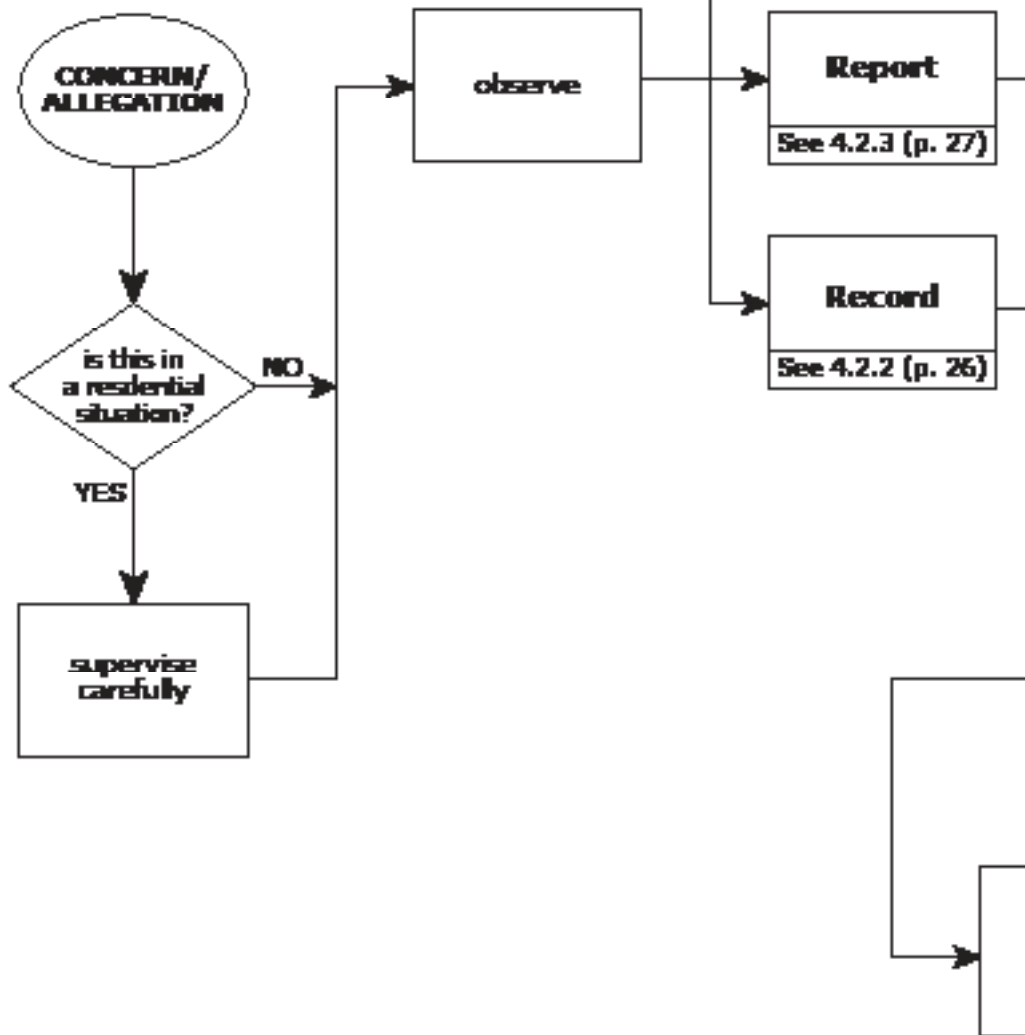 CONCERN/
ALLEGATION
is this in
a residential
situation?
NO
YES
supervise
carefully
observe
Report
See 4.2.3 (p. 27)
Record
See 4.2.2 (p. 26)